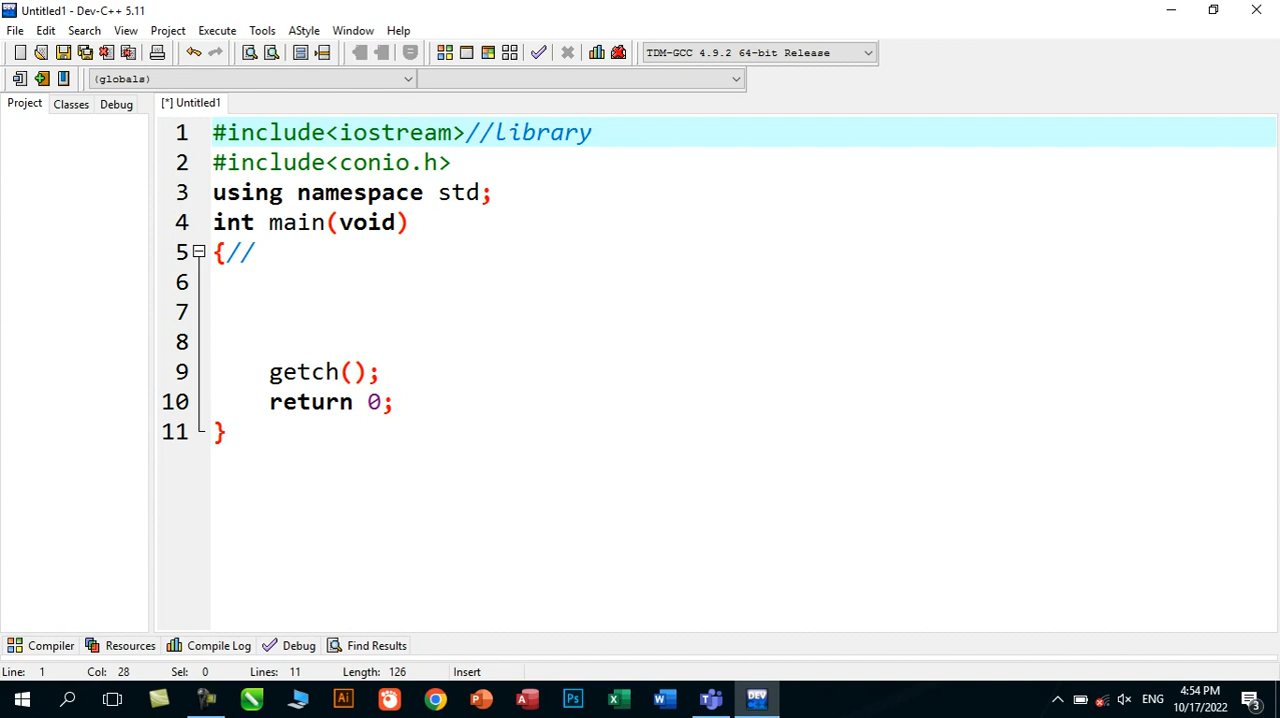 Untitled1 - Dev-C++ 5.11
File Edit Search View Project Execute Tools AStyle Window Help
TDM-GCC 4.9.2 64-bit Release
(globals)
Project Classes Debug [*] Untitled1
1 #include<iostream>//library
2 #include<conio.h>
3 using namespace std;
4 int main(void)
5 {//
6
7
8
9 getch();
10 return 0;
11 }
Compiler Resources Compile Log Debug Find Results
Line: 1 Col: 28 Sel: 0 Lines: 11 Length: 126 Insert
Ai P A Ps X W T DEV ENG 4:54 PM
10/17/2022 3